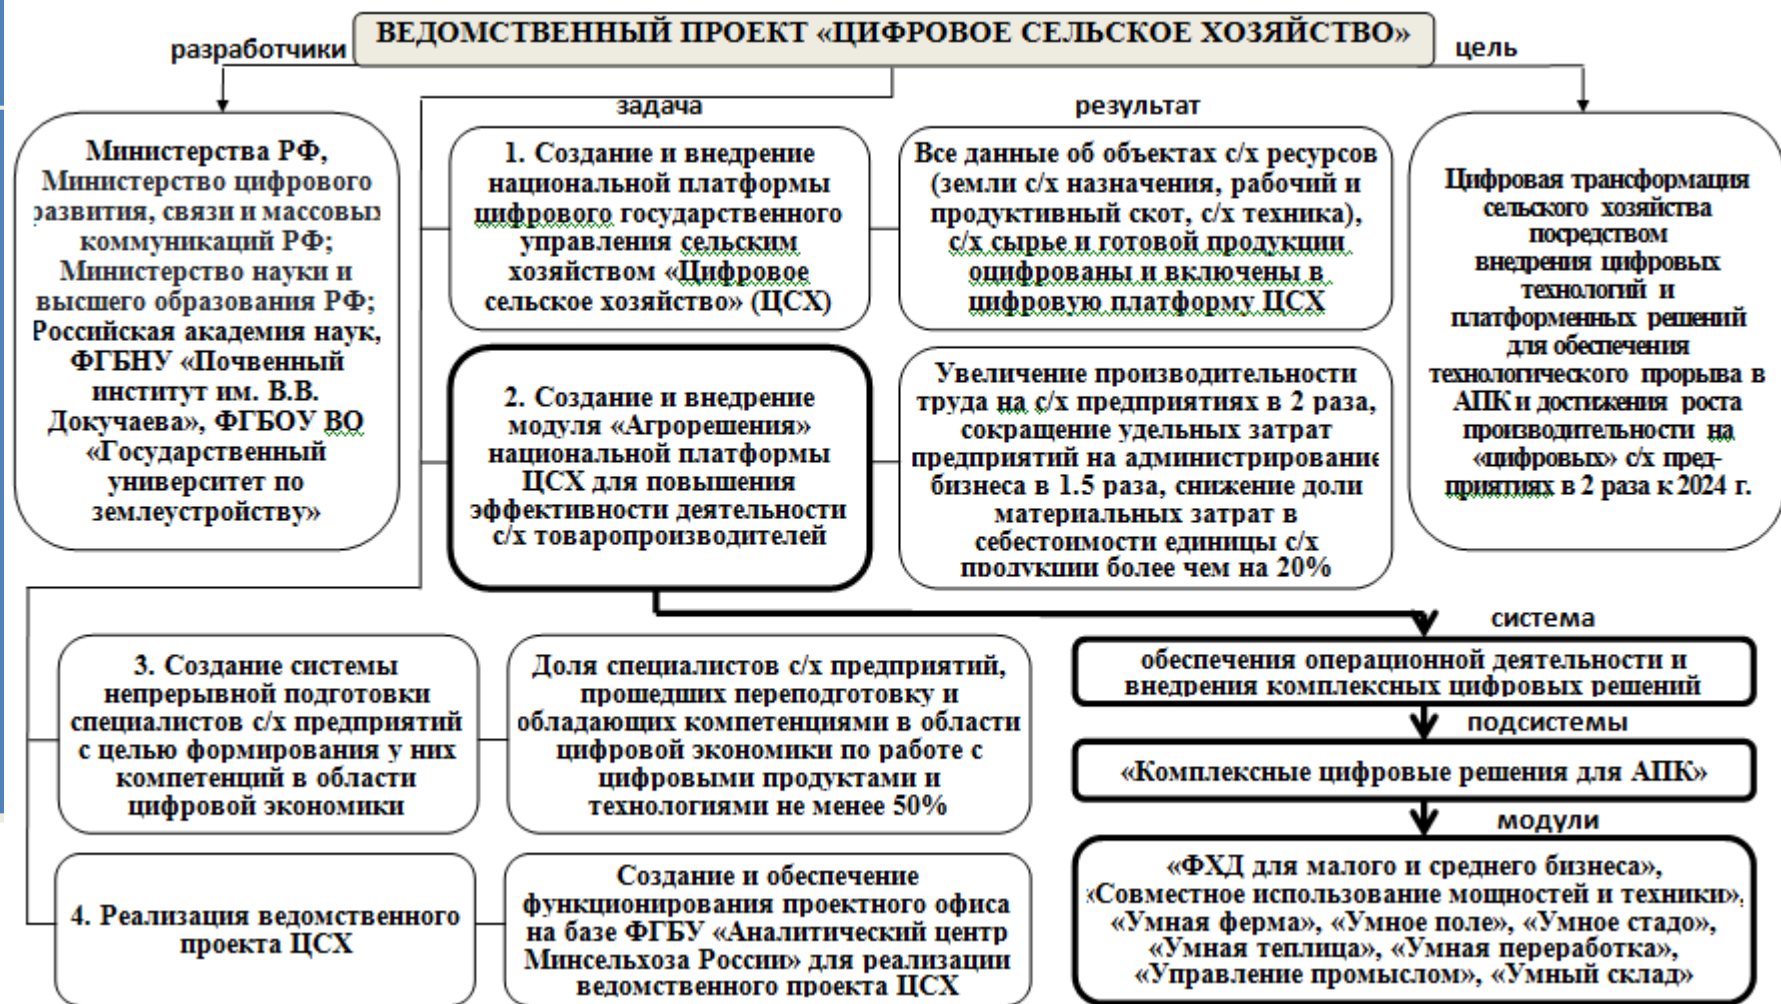 ВЕДОМСТВЕННЫЙ ПРОЕКТ «ЦИФРОВОЕ СЕЛЬСКОЕ ХОЗЯЙСТВО»
разработчики
цель
задача
результат
Министерства РФ,
Министерство цифрового
развития, связи и массовых
коммуникаций РФ;
Министерство науки и
высшего образования РФ;
Российская академия наук,
ФГБНУ «Почвенный
институт им. В.В.
Докучаева», ФГБОУ ВО
«Государственный
университет по
землеустройству»
1. Создание и внедрение
национальной платформы
цифрового государственного
управления сельским
хозяйством «Цифровое
сельское хозяйство» (ЦСХ)
Все данные об объектах с/х ресурсов
(земли с/х назначения, рабочий и
продуктивный скот, с/х техника),
с/х сырье и готовой продукции
оцифрованы и включены в
цифровую платформу ЦСХ
Цифровая трансформация
сельского хозяйства
посредством
внедрения цифровых
технологий и
платформенных решений
для обеспечения
технологического прорыва в
АПК и достижения роста
производительности на
«цифровых» с/х пред-
приятиях в 2 раза к 2024 г.
2. Создание и внедрение
модуля «Агрорешения»
национальной платформы
ЦСХ для повышения
эффективности деятельности
с/х товаропроизводителей
Увеличение производительности
труда на с/х предприятиях в 2 раза,
сокращение удельных затрат
предприятий на администрирование
бизнеса в 1.5 раза, снижение доли
материальных затрат в
себестоимости единицы с/х
продукции более чем на 20%
3. Создание системы
непрерывной подготовки
специалистов с/х предприятий
с целью формирования у них
компетенций в области
цифровой экономики
Доля специалистов с/х предприятий,
прошедших переподготовку и
обладающих компетенциями в области
цифровой экономики по работе с
цифровыми продуктами и
технологиями не менее 50%
4. Реализация ведомственного
проекта ЦСХ
Создание и обеспечение
функционирования проектного офиса
на базе ФГБУ «Аналитический центр
Минсельхоза России» для реализации
ведомственного проекта ЦСХ
система
обеспечения операционной деятельности и
внедрения комплексных цифровых решений
подсистемы
«Комплексные цифровые решения для АПК»
модули
«ФХД для малого и среднего бизнеса»,
«Совместное использование мощностей и техники»,
«Умная ферма», «Умное поле», «Умное стадо»,
«Умная теплица», «Умная переработка»,
«Управление промыслом», «Умный склад»